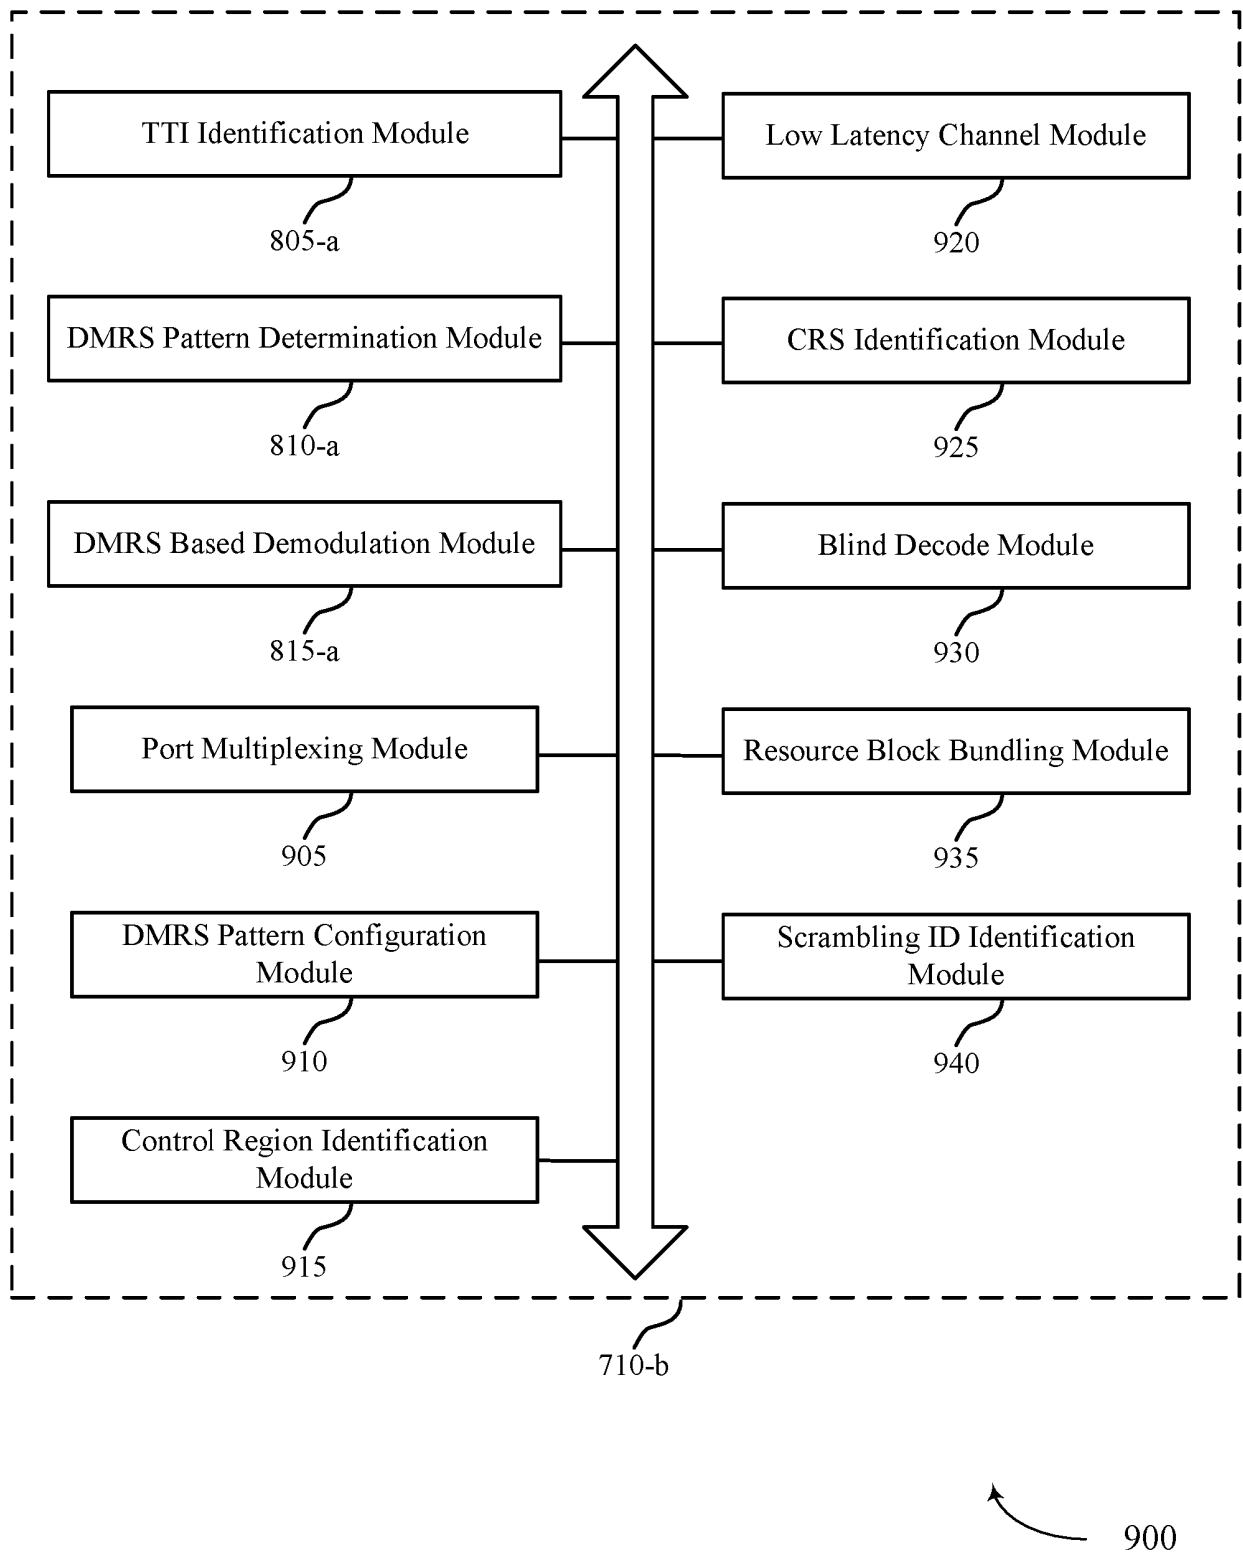 TTI Identification Module
805-a
DMRS Pattern Determination Module
810-a
DMRS Based Demodulation Module
815-a
Port Multiplexing Module
905
DMRS Pattern Configuration
Module
910
Control Region Identification
Module
915
Low Latency Channel Module
920
CRS Identification Module
925
Blind Decode Module
930
Resource Block Bundling Module
935
Scrambling ID Identification
Module
940
710-b
900